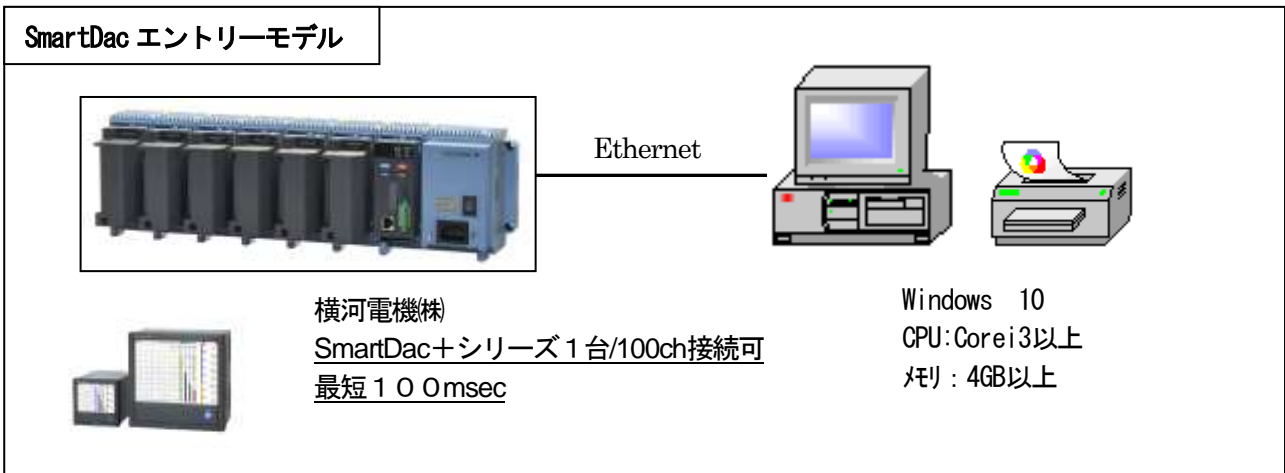 SmartDac エントリーモデル
Ethernet
横河電機㈱
SmartDac＋シリーズ１台/100ch接続可
最短１００msec
Windows　10
CPU:Corei3以上
ﾒﾓﾘ：4GB以上